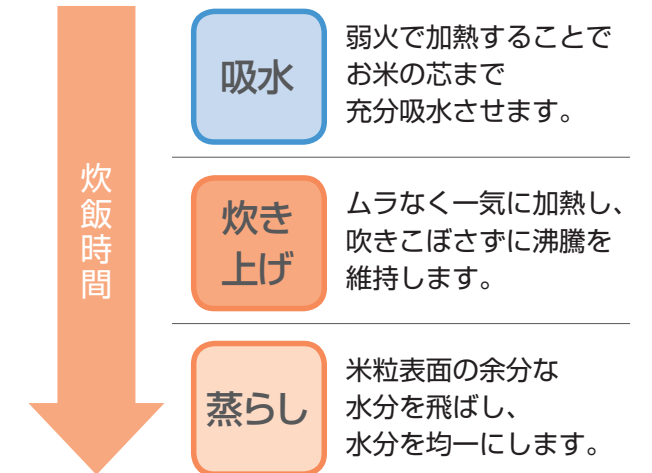 炊飯時間
吸水
弱火で加熱することで
お米の芯まで
充分吸水させます。
炊き
上げ
ムラなく一気に加熱し、
吹きこぼさずに沸騰を
維持します。
蒸らし
米粒表面の余分な
水分を飛ばし、
水分を均一にします。